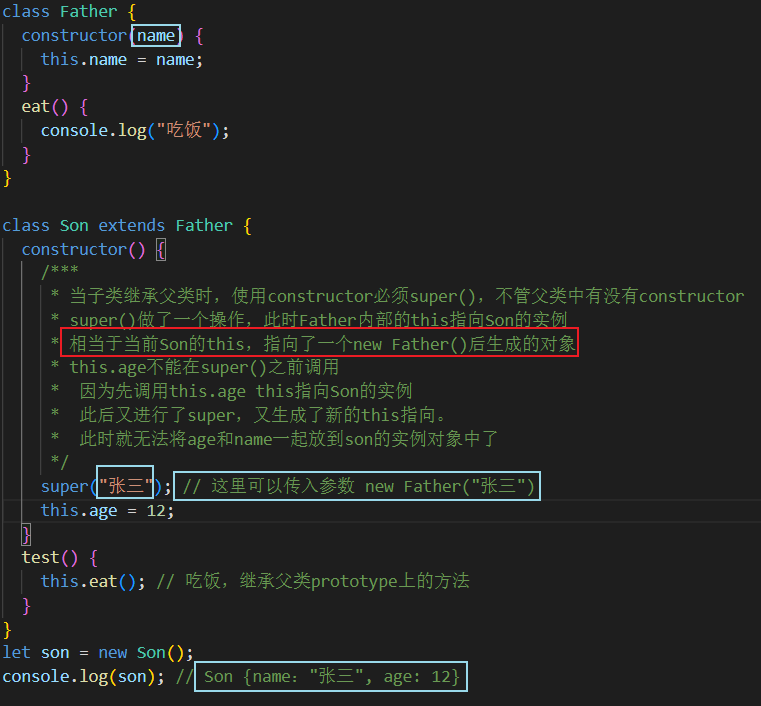 class Father {
constructor(name) {
this.name = name;
}
eat() {
console.log("吃饭");
}
}
class Son extends Father {
constructor() {
/***
* 当子类继承父类时，使用constructor必须super()，不管父类中有没有constructor
* super()做了一个操作，此时Father内部的this指向Son的实例
* 相当于当前Son的this，指向了一个new Father()后生成的对象
* this.age不能在super()之前调用
* 因为先调用this.age this指向Son的实例
* 此后又进行了super，又生成了新的this指向。
* 此时就无法将age和name一起放到son的实例对象中了
*/
super("张三"); // 这里可以传入参数 new Father("张三")
this.age = 12;
}
test() {
this.eat(); // 吃饭，继承父类prototype上的方法
}
}
let son = new Son();
console.log(son); // Son {name: "张三", age: 12}